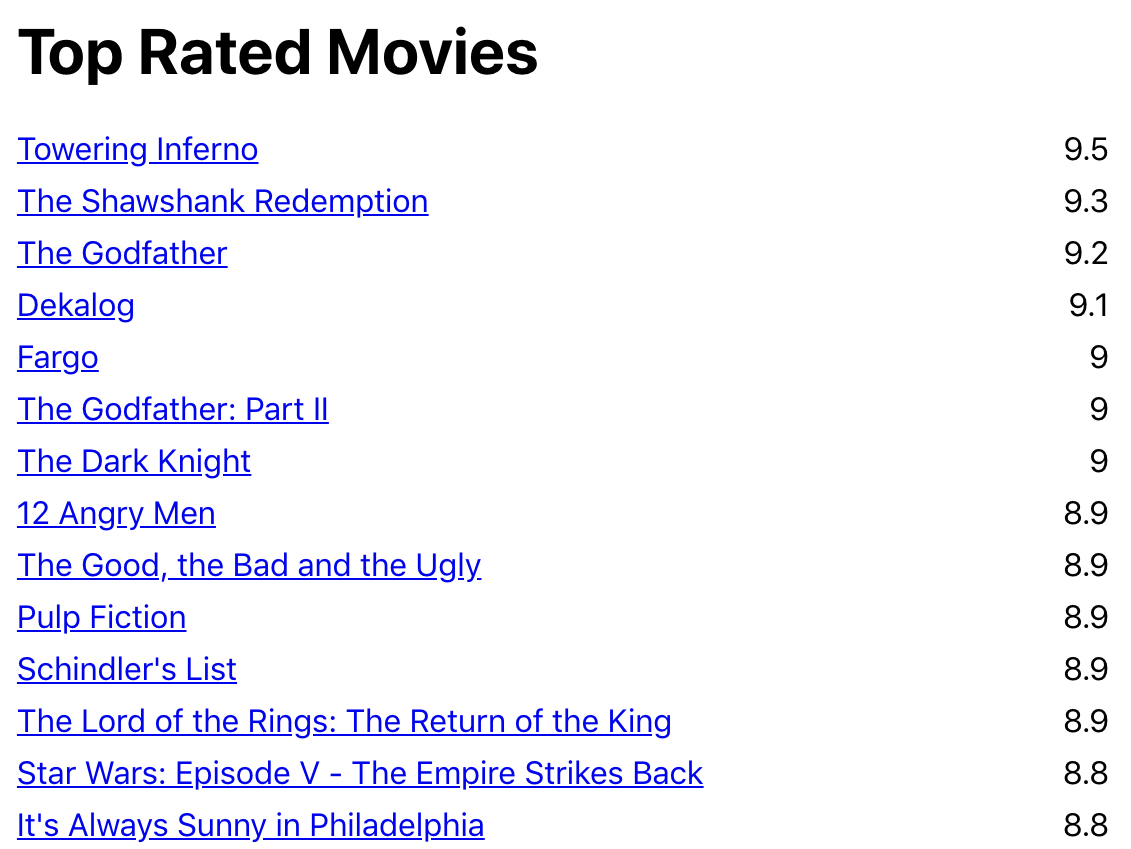 Top Rated Movies
Towering Inferno 9.5
The Shawshank Redemption 9.3
The Godfather 9.2
Dekalog 9.1
Fargo 9
The Godfather: Part II 9
The Dark Knight 9
12 Angry Men 8.9
The Good, the Bad and the Ugly 8.9
Pulp Fiction 8.9
Schindler's List 8.9
The Lord of the Rings: The Return of the King 8.9
Star Wars: Episode V - The Empire Strikes Back 8.8
It's Always Sunny in Philadelphia 8.8